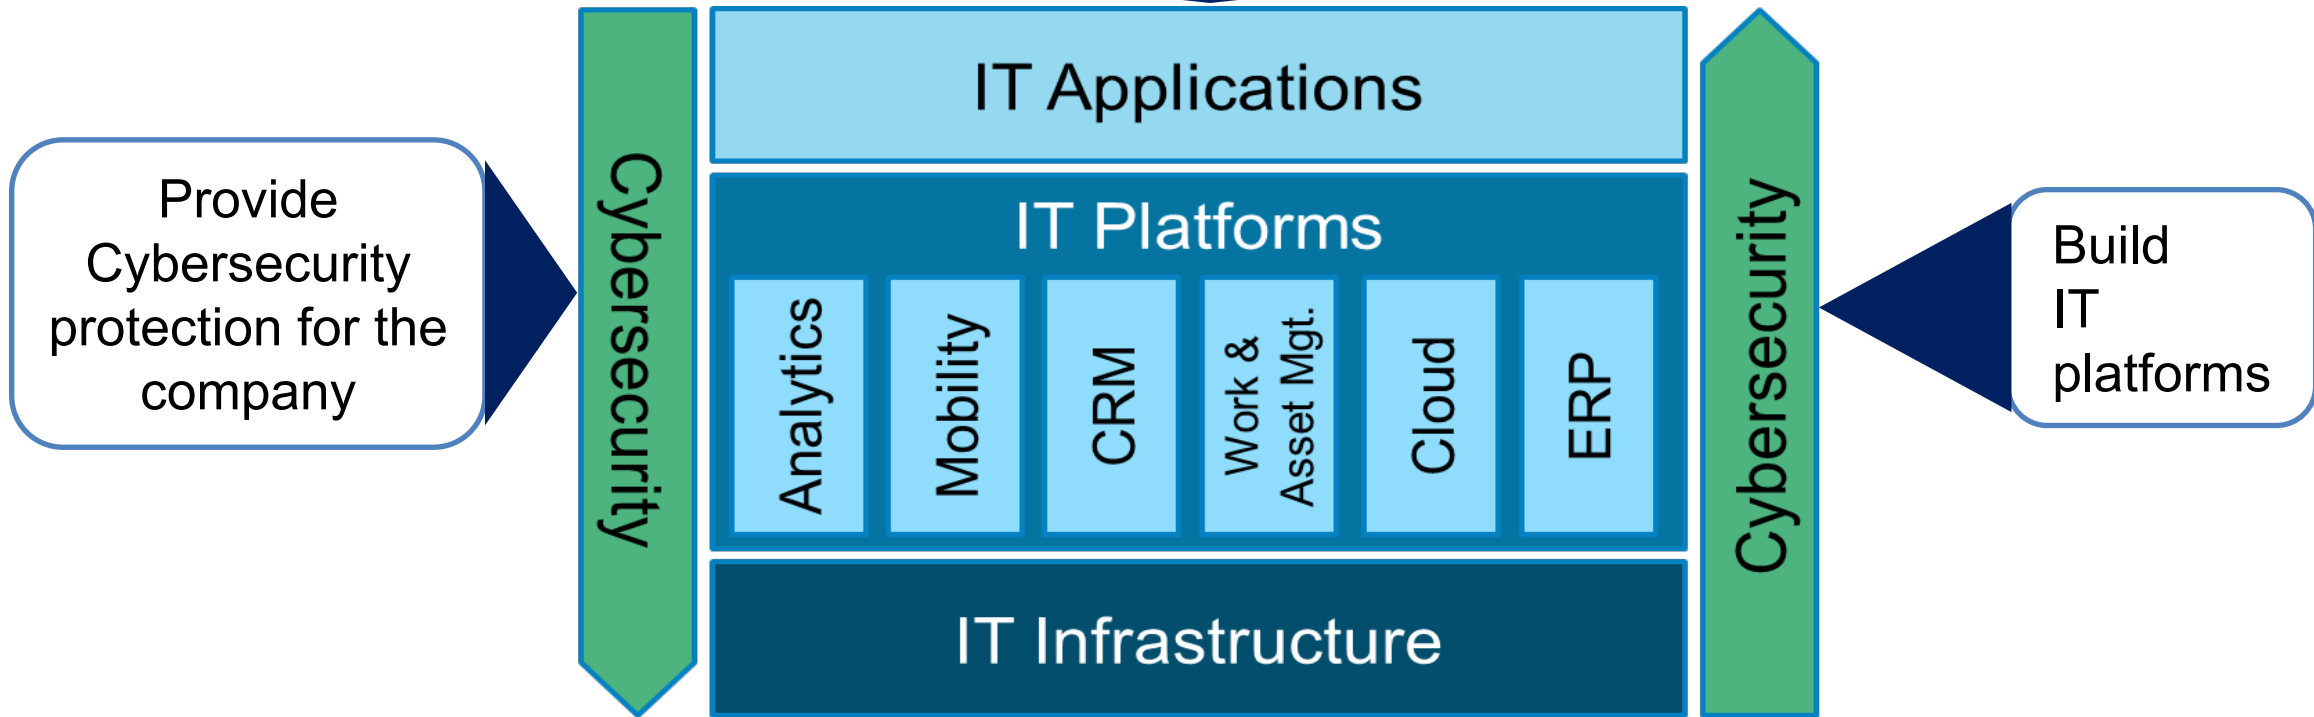 IT Applications
Provide
Cybersecurity
protection for the
company
Cybersecurity
IT Platforms
Analytics
Mobility
CRM
Work &
Asset Mgt.
Cloud
ERP
Cybersecurity
Build
IT
platforms
IT Infrastructure